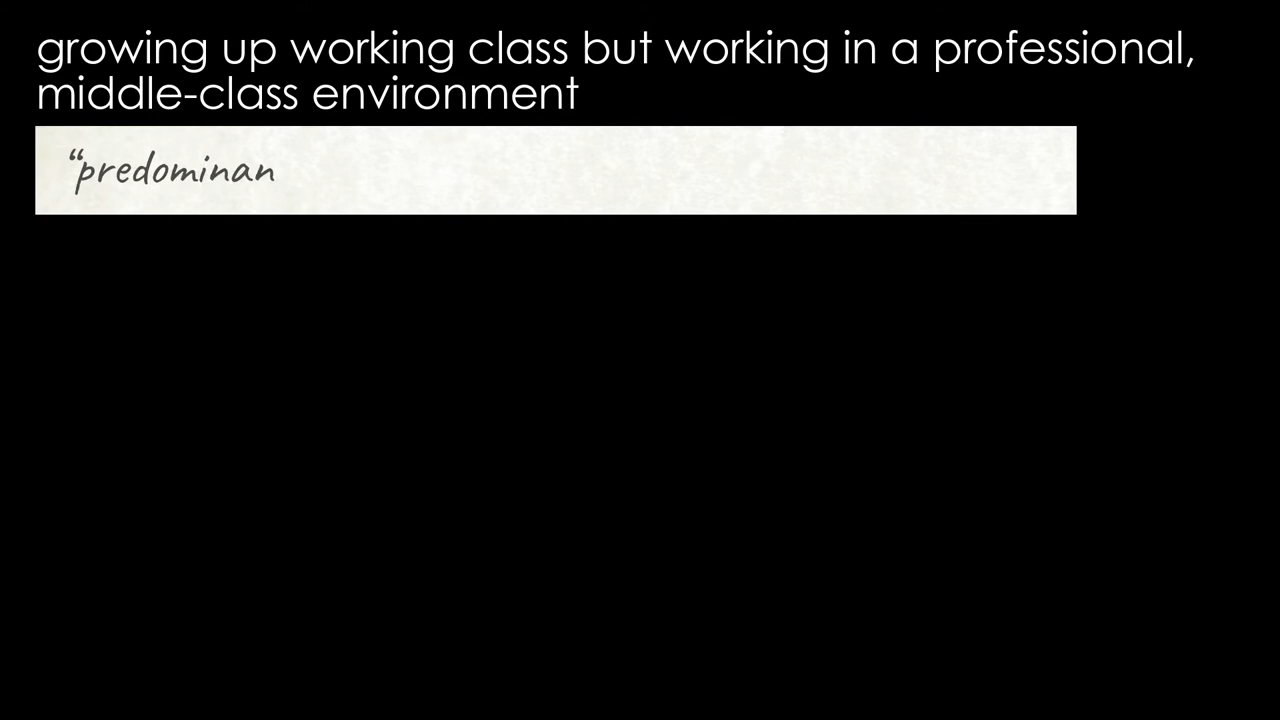 growing up working class but working in a professional,
middle-class environment
“predominan